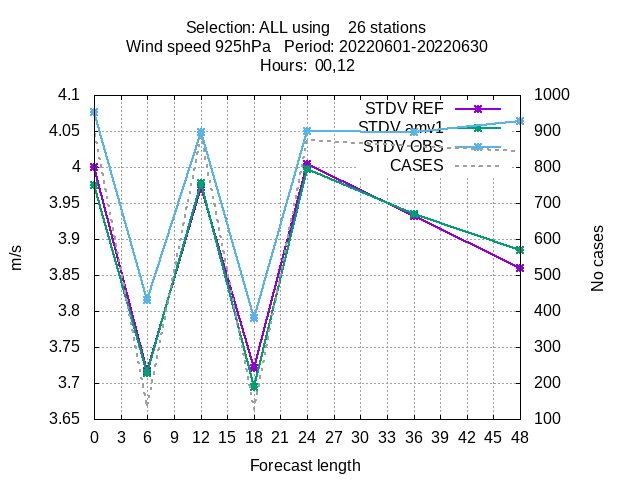 Selection: ALL using    26 stations
Wind speed 925hPa   Period: 20220601-20220630
Hours:  00,12
4.1
4.05
4
3.95
3.9
3.85
3.8
3.75
3.7
3.65
m/s
1000
900
800
700
600
500
400
300
200
100
No cases
STDV REF
STDV amv1
STDV OBS
CASES
0 3 6 9 12 15 18 21 24 27 30 33 36 39 42 45 48
Forecast length